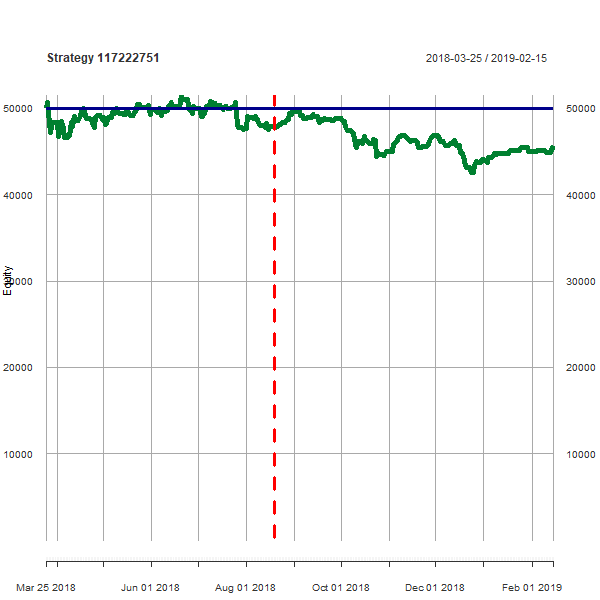 Strategy 117222751
2018-03-25 / 2019-02-15
50000 50000
40000 40000
Equity
30000 30000
20000 20000
10000 10000
Mar 25 2018 Jun 01 2018 Aug 01 2018 Oct 01 2018 Dec 01 2018 Feb 01 2019